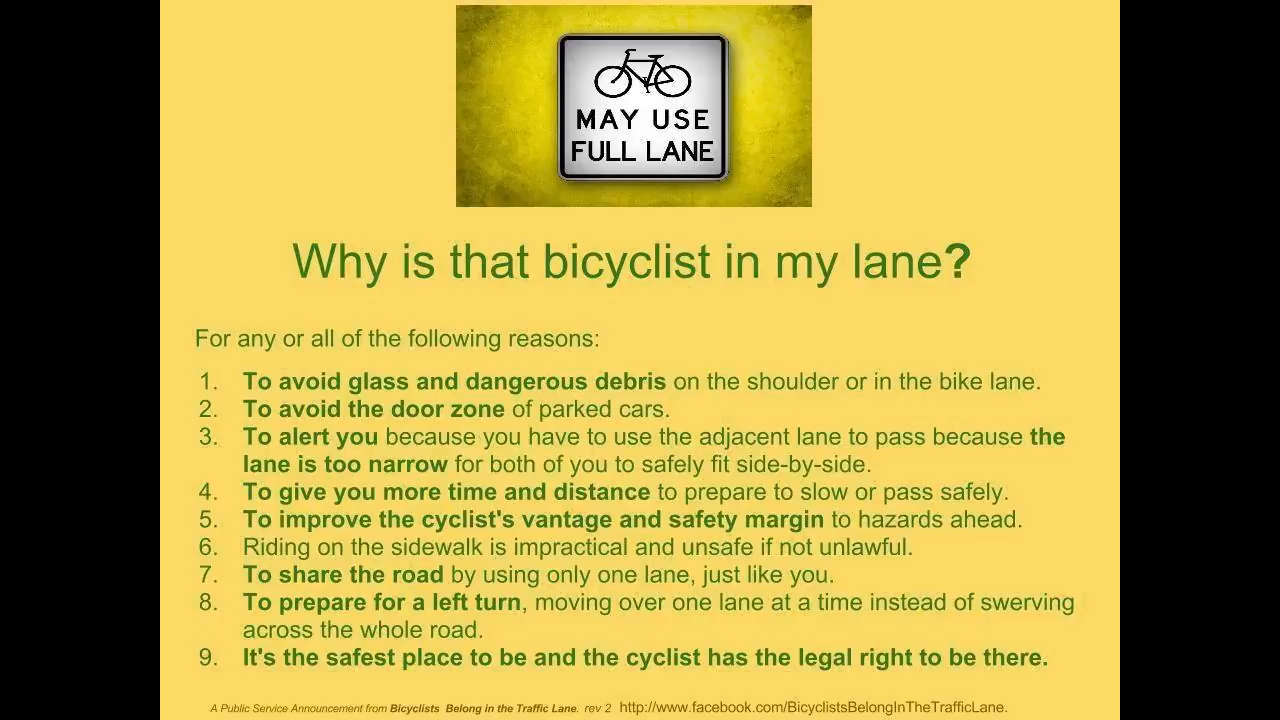 MAY USE
FULL LANE
Why is that bicyclist in my lane?
For any or all of the following reasons:
1. To avoid glass and dangerous debris on the shoulder or in the bike lane.
2. To avoid the door zone of parked cars.
3. To alert you because you have to use the adjacent lane to pass because the
lane is too narrow for both of you to safely fit side-by-side.
4. To give you more time and distance to prepare to slow or pass safely.
5. To improve the cyclist's vantage and safety margin to hazards ahead.
6. Riding on the sidewalk is impractical and unsafe if not unlawful.
7. To share the road by using only one lane, just like you.
8. To prepare for a left turn, moving over one lane at a time instead of swerving
across the whole road.
9. It's the safest place to be and the cyclist has the legal right to be there.
A Public Service Announcement from Bicyclists Belong in the Traffic Lane. rev 2 http://www.facebook.com/BicyclistsBelongInTheTrafficLane.